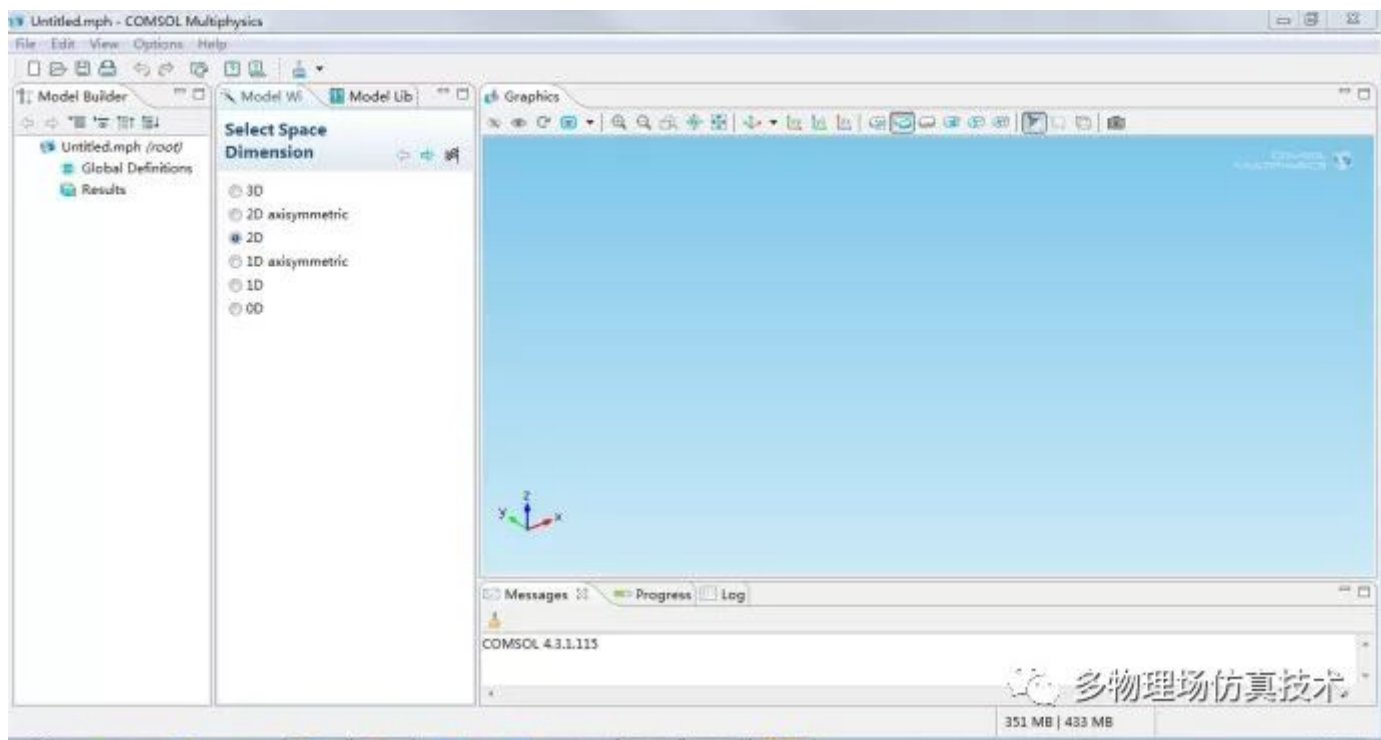 Untitled.mph - COMSOL Multiphysics
File Edit View Options Help
Model Builder
Untitled.mph (root)
Global Definitions
Results
Model Wi
Model Lib
Select Space
Dimension
3D
2D axisymmetric
2D
1D axisymmetric
1D
0D
Graphics
COMSOL
MULTIPHYSICS
z
y
x
Messages
Progress
Log
COMSOL 4.3.1.115
多物理场仿真技术
351 MB | 433 MB